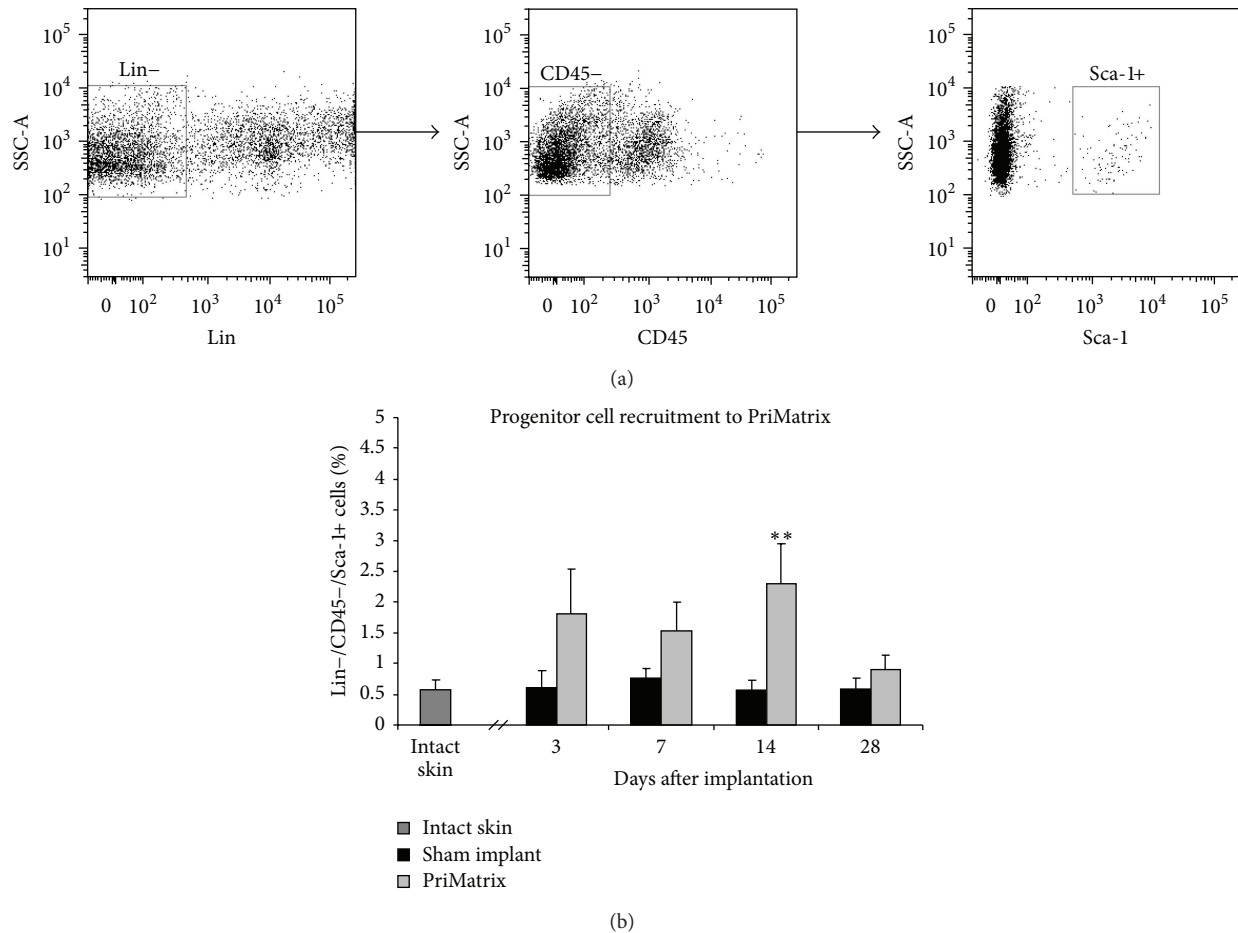 10⁵
10⁴
10³
10²
10¹
SSC-A
Lin−
0 10² 10³ 10⁴ 10⁵
Lin
10⁵
10⁴
10³
10²
10¹
SSC-A
CD45−
0 10² 10³ 10⁴ 10⁵
CD45
10⁵
10⁴
10³
10²
10¹
SSC-A
Sca-1+
0 10² 10³ 10⁴ 10⁵
Sca-1
(a)
Progenitor cell recruitment to PriMatrix
Lin−/CD45−/Sca-1+ cells (%)
5
4.5
4
3.5
3
2.5
2
1.5
1
0.5
0
**
Intact
skin
3 7 14 28
Days after implantation
Intact skin
Sham implant
PriMatrix
(b)